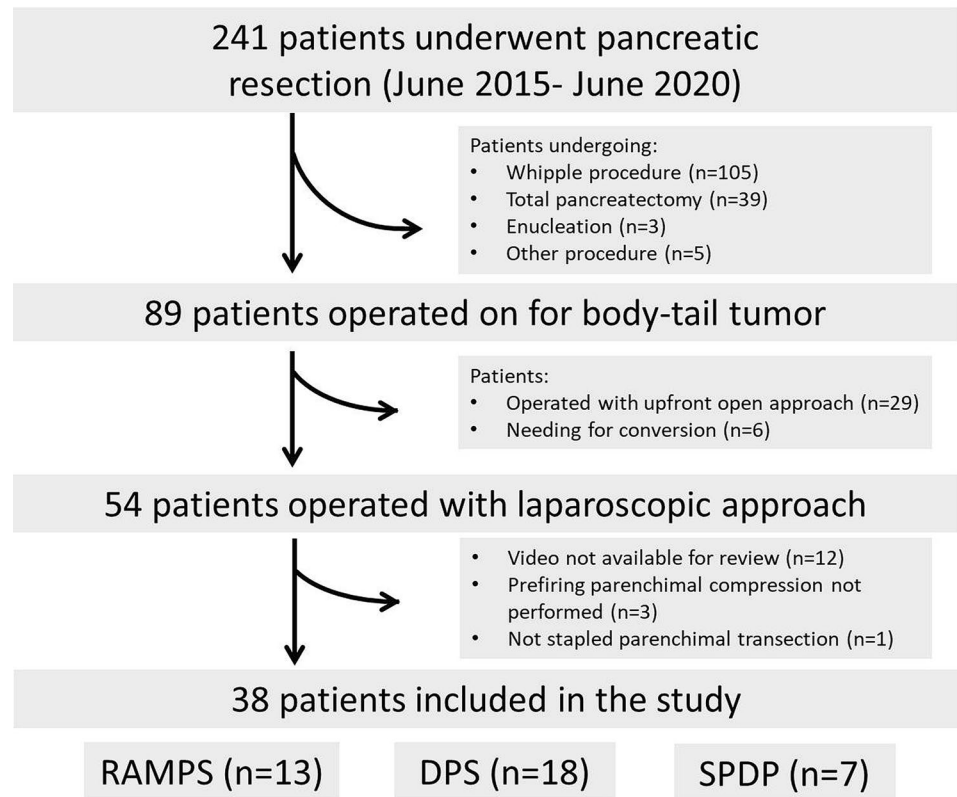 241 patients underwent pancreatic
resection (June 2015- June 2020)
Patients undergoing:
• Whipple procedure (n=105)
• Total pancreatectomy (n=39)
• Enucleation (n=3)
• Other procedure (n=5)
89 patients operated on for body-tail tumor
Patients:
• Operated with upfront open approach (n=29)
• Needing for conversion (n=6)
54 patients operated with laparoscopic approach
• Video not available for review (n=12)
• Prefiring parenchimal compression not
performed (n=3)
• Not stapled parenchimal transection (n=1)
38 patients included in the study
RAMPS (n=13) DPS (n=18) SPDP (n=7)